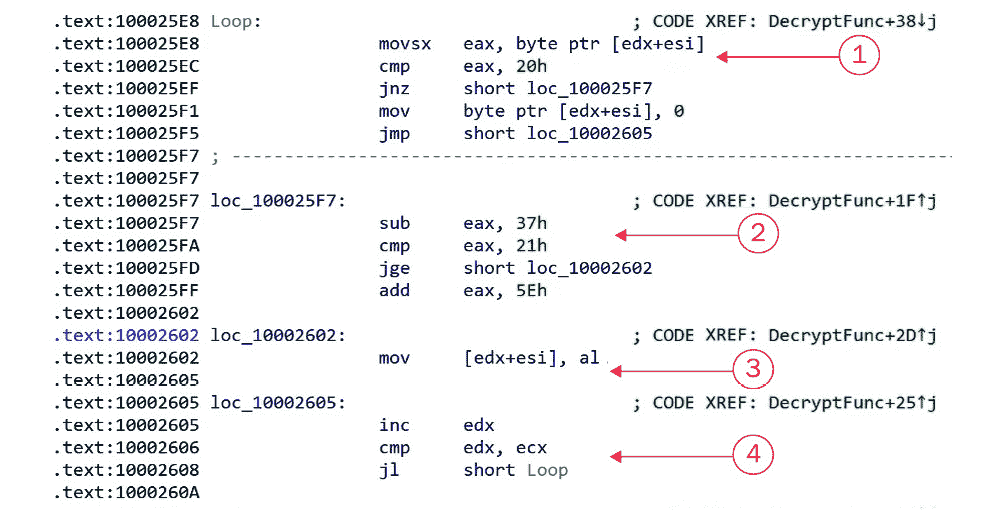 .text:100025E8 Loop: ; CODE XREF: DecryptFunc+38↓j
.text:100025E8 movsx eax, byte ptr [edx+esi]
1
.text:100025EC cmp eax, 20h
.text:100025EF jnz short loc_100025F7
.text:100025F1 mov byte ptr [edx+esi], 0
.text:100025F5 jmp short loc_10002605
.text:100025F7 ; ---------------------------------------------------------------------------
.text:100025F7
.text:100025F7 loc_100025F7: ; CODE XREF: DecryptFunc+1F↑j
.text:100025F7 sub eax, 37h
2
.text:100025FA cmp eax, 21h
.text:100025FD jge short loc_10002602
.text:100025FF add eax, 5Eh
.text:10002602
.text:10002602 loc_10002602: ; CODE XREF: DecryptFunc+2D↑j
.text:10002602 mov [edx+esi], al
3
.text:10002605
.text:10002605 loc_10002605: ; CODE XREF: DecryptFunc+25↑j
.text:10002605 inc edx
.text:10002606 cmp edx, ecx
4
.text:10002608 jl short Loop
.text:1000260A